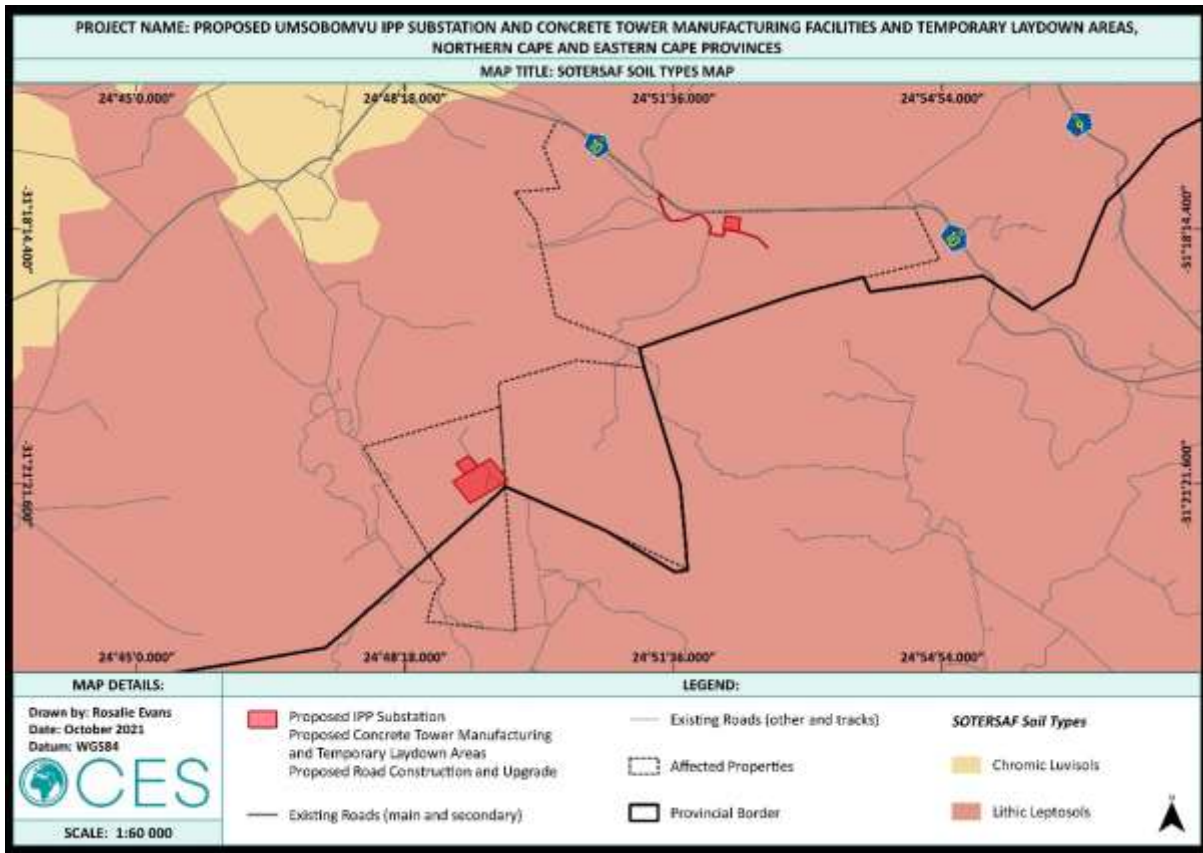 PROJECT NAME: PROPOSED UMSOBOMVU IPP SUBSTATION AND CONCRETE TOWER MANUFACTURING FACILITIES AND TEMPORARY LAYDOWN AREAS,
NORTHERN CAPE AND EASTERN CAPE PROVINCES
MAP TITLE: SOTERSAF SOIL TYPES MAP
24°45'0.000" 24°48'18.000" 24°51'36.000" 24°54'54.000"
10
9
-31°18'14.400" -31°18'14.400"
-31°21'21.600" -31°21'21.600"
24°45'0.000" 24°48'18.000" 24°51'36.000" 24°54'54.000"
MAP DETAILS:
Drawn by: Rosalie Evans
Date: October 2021
Datum: WGS84
CES
SCALE: 1:60 000
LEGEND:
Proposed IPP Substation
Proposed Concrete Tower Manufacturing
and Temporary Laydown Areas
Proposed Road Construction and Upgrade
Existing Roads (main and secondary)
Existing Roads (other and tracks)
Affected Properties
Provincial Border
SOTERSAF Soil Types
Chromic Luvisols
Lithic Leptosols